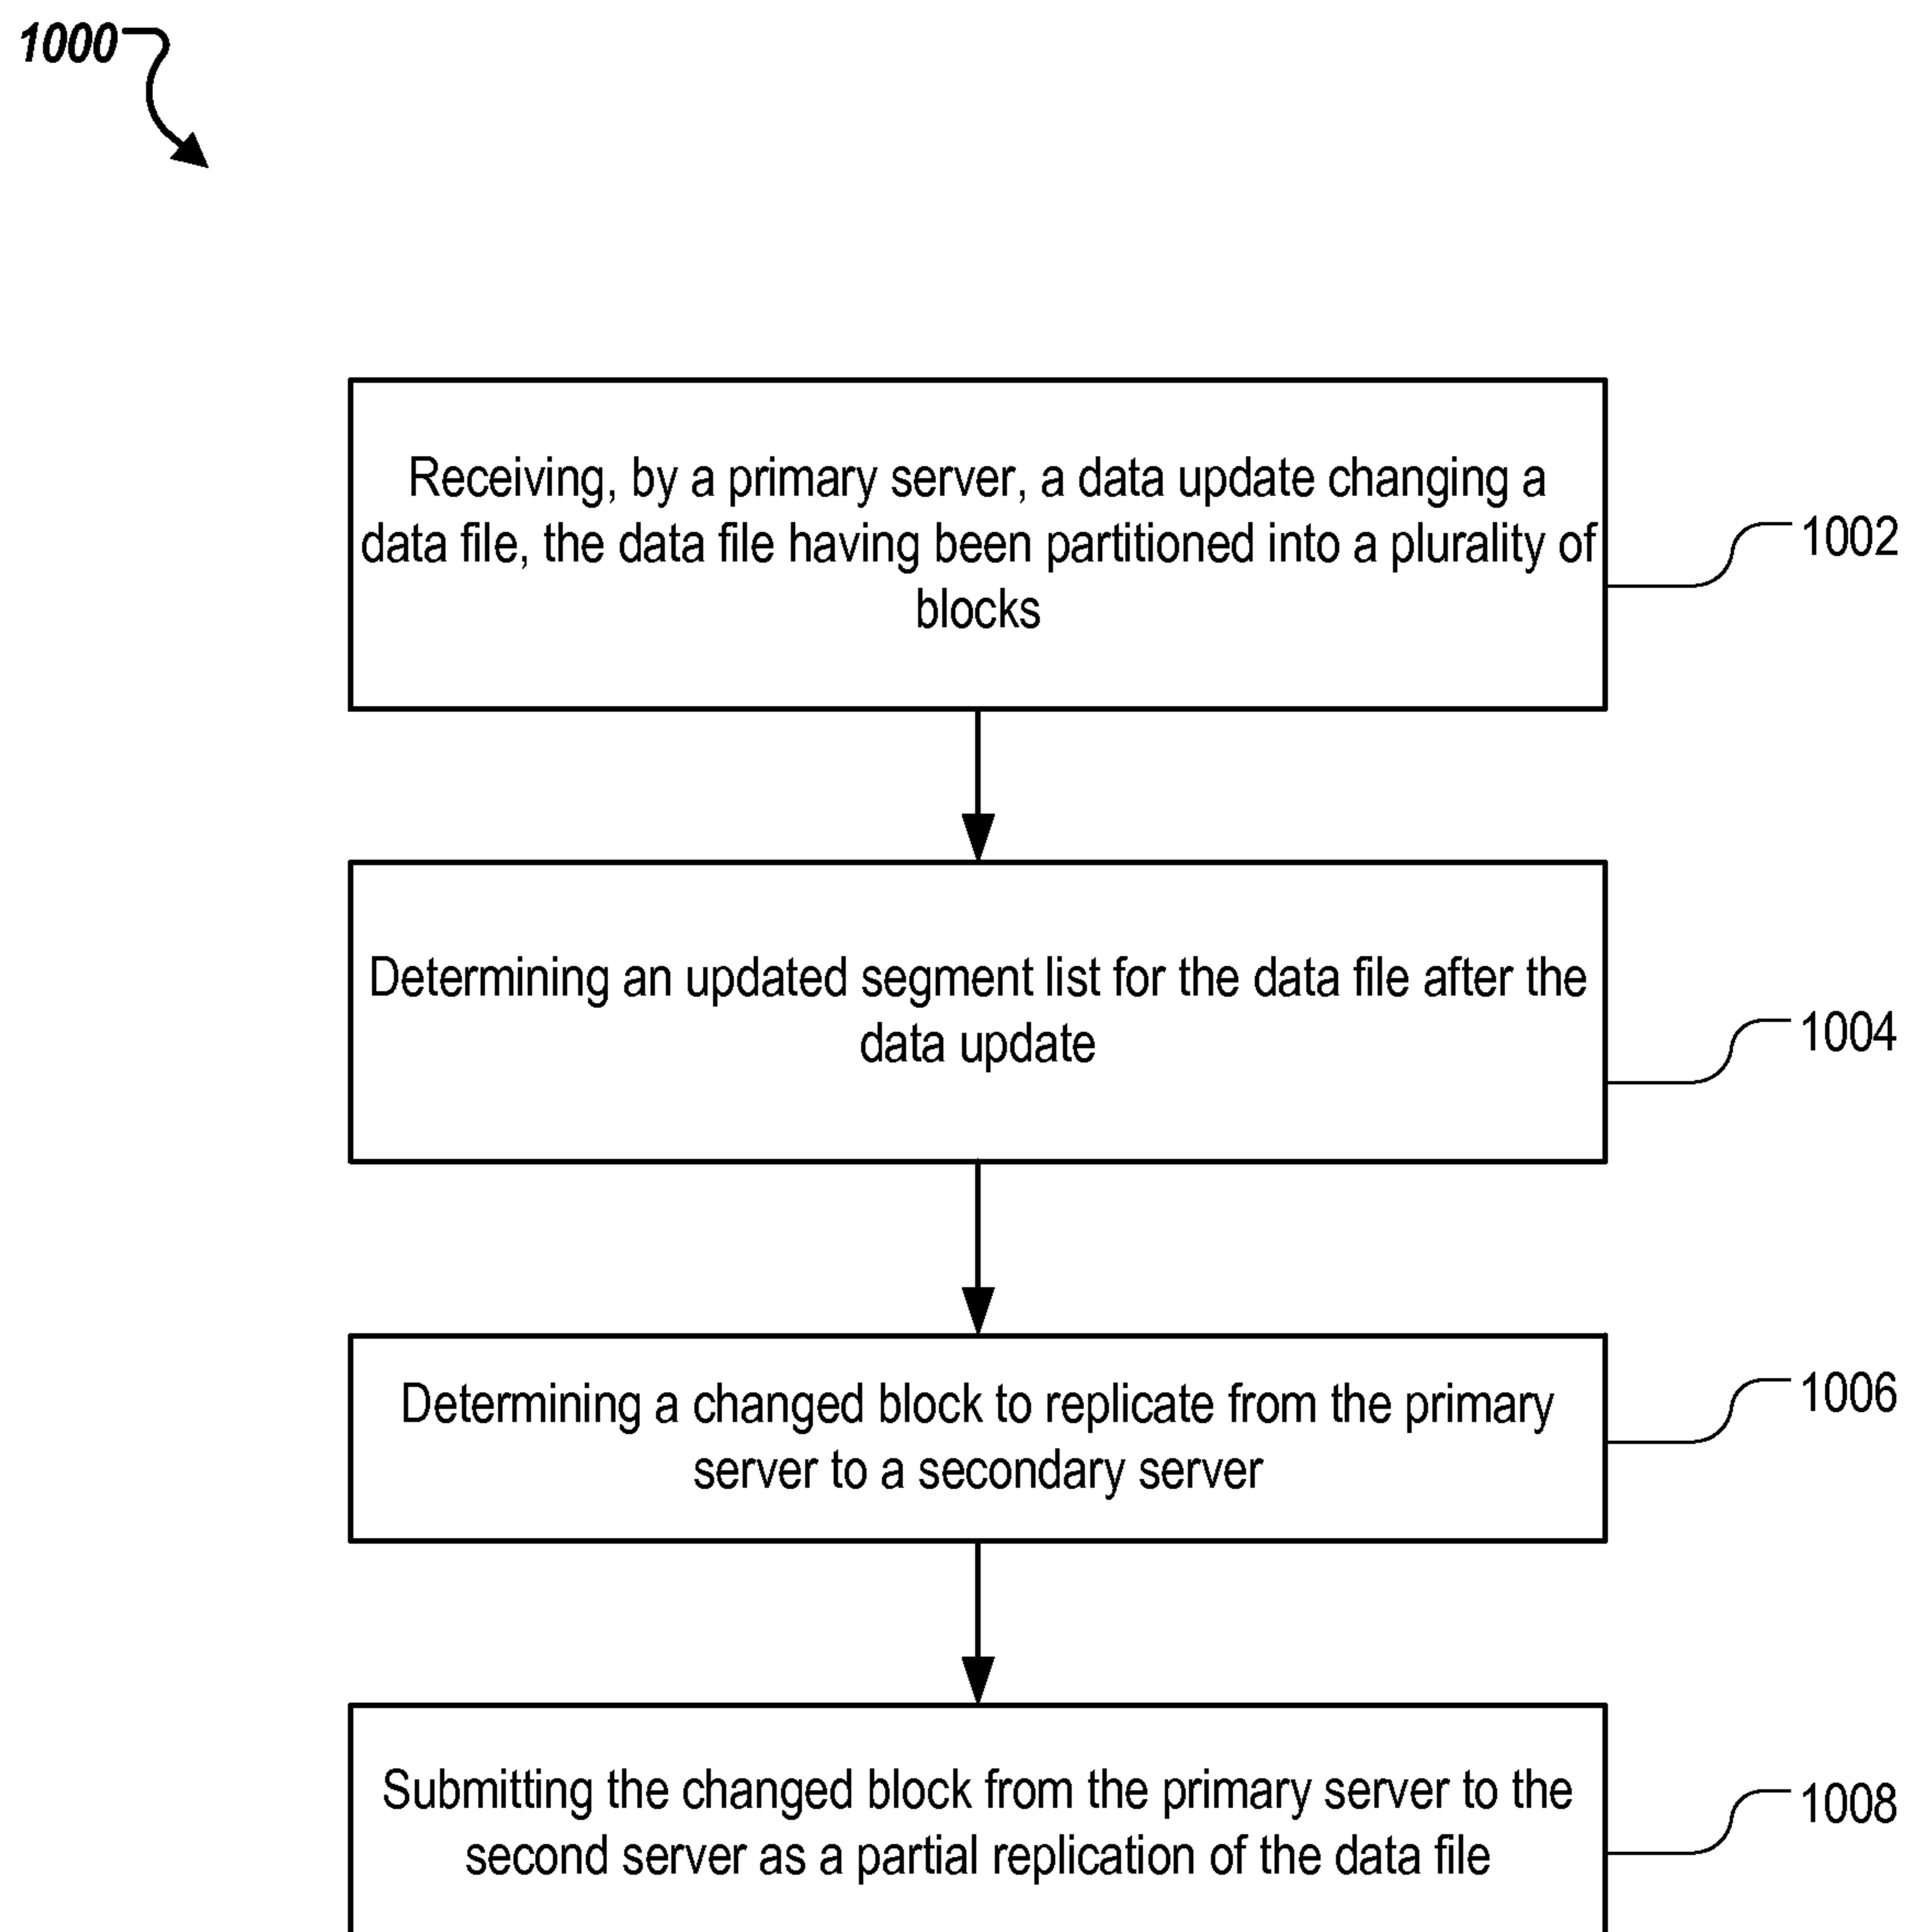 1000
Receiving, by a primary server, a data update changing a
data file, the data file having been partitioned into a plurality of
blocks
1002
Determining an updated segment list for the data file after the
data update
1004
Determining a changed block to replicate from the primary
server to a secondary server
1006
Submitting the changed block from the primary server to the
second server as a partial replication of the data file
1008